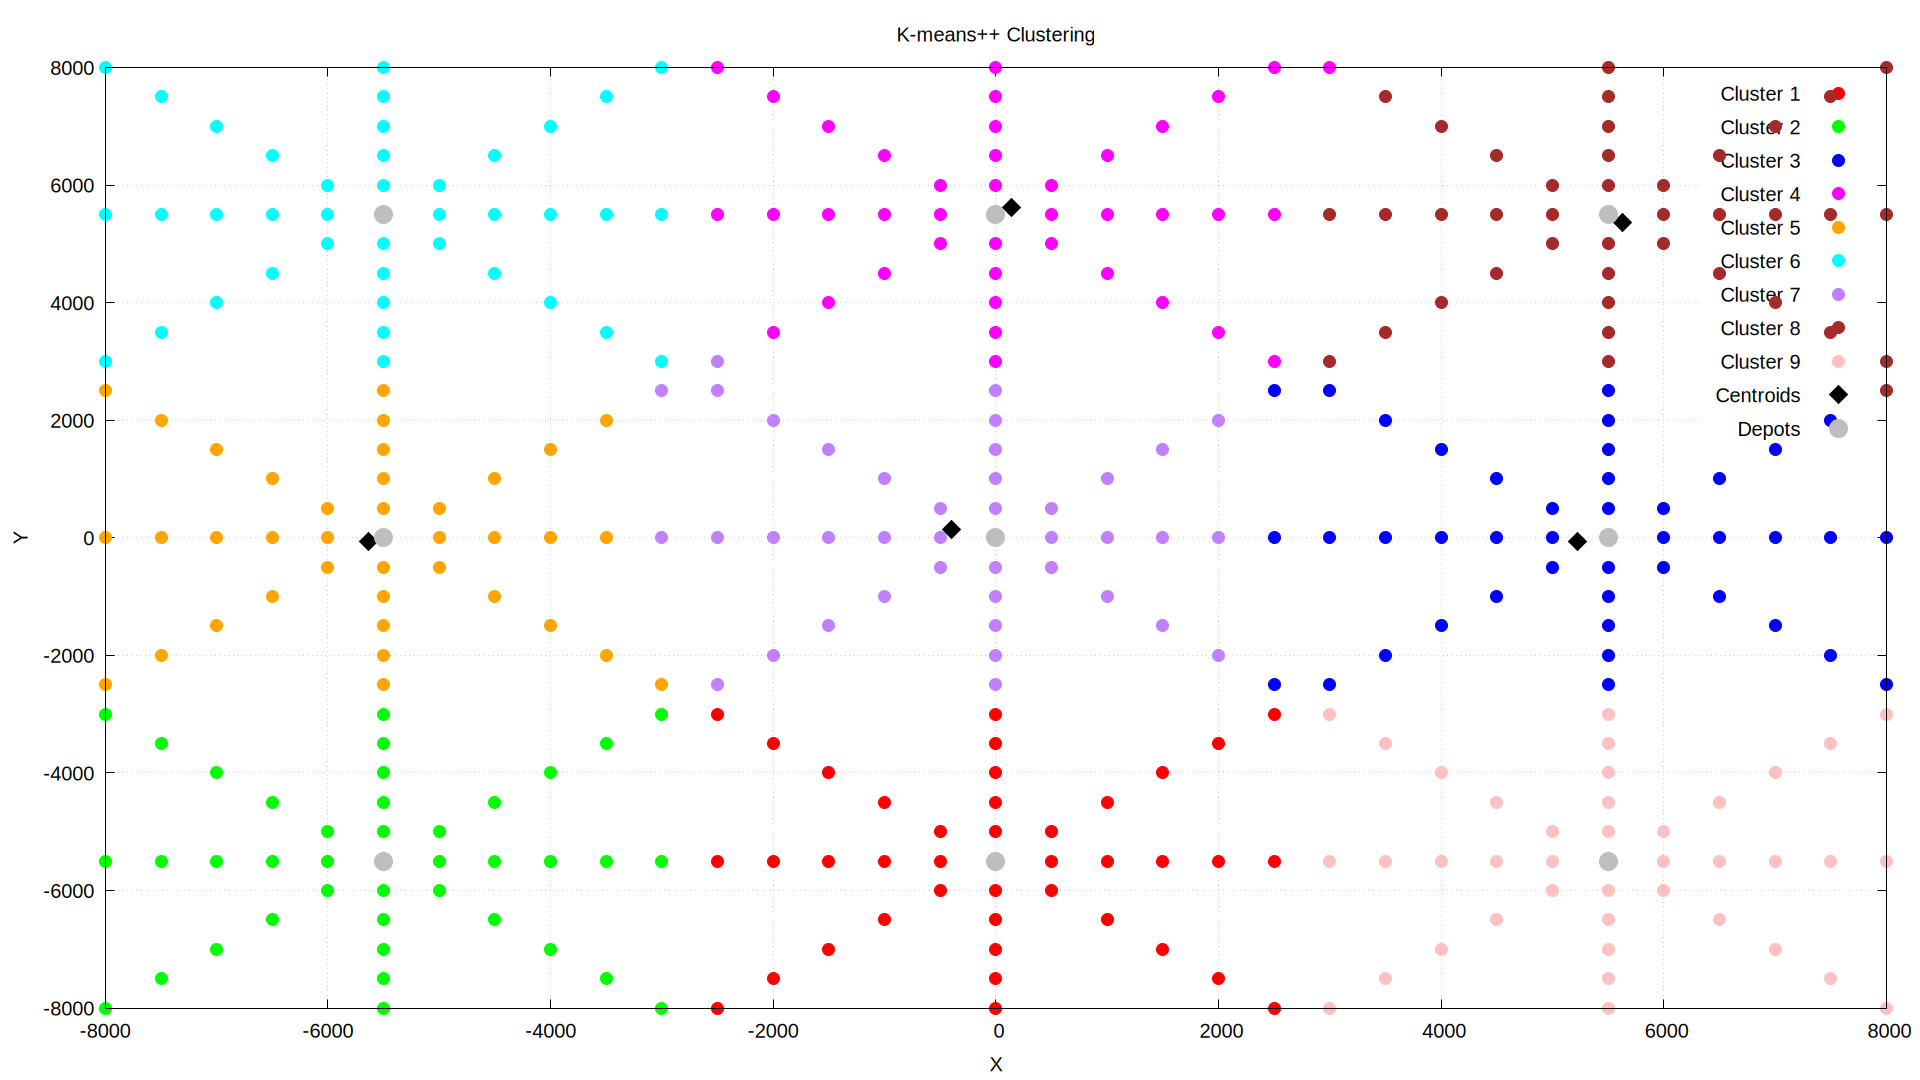 K-means++ Clustering
8000
6000
4000
2000
0
-2000
-4000
-6000
-8000
Y
-8000
-6000
-4000
-2000
0
2000
4000
6000
8000
X
Cluster 1
Cluster 2
Cluster 3
Cluster 4
Cluster 5
Cluster 6
Cluster 7
Cluster 8
Cluster 9
Centroids
Depots